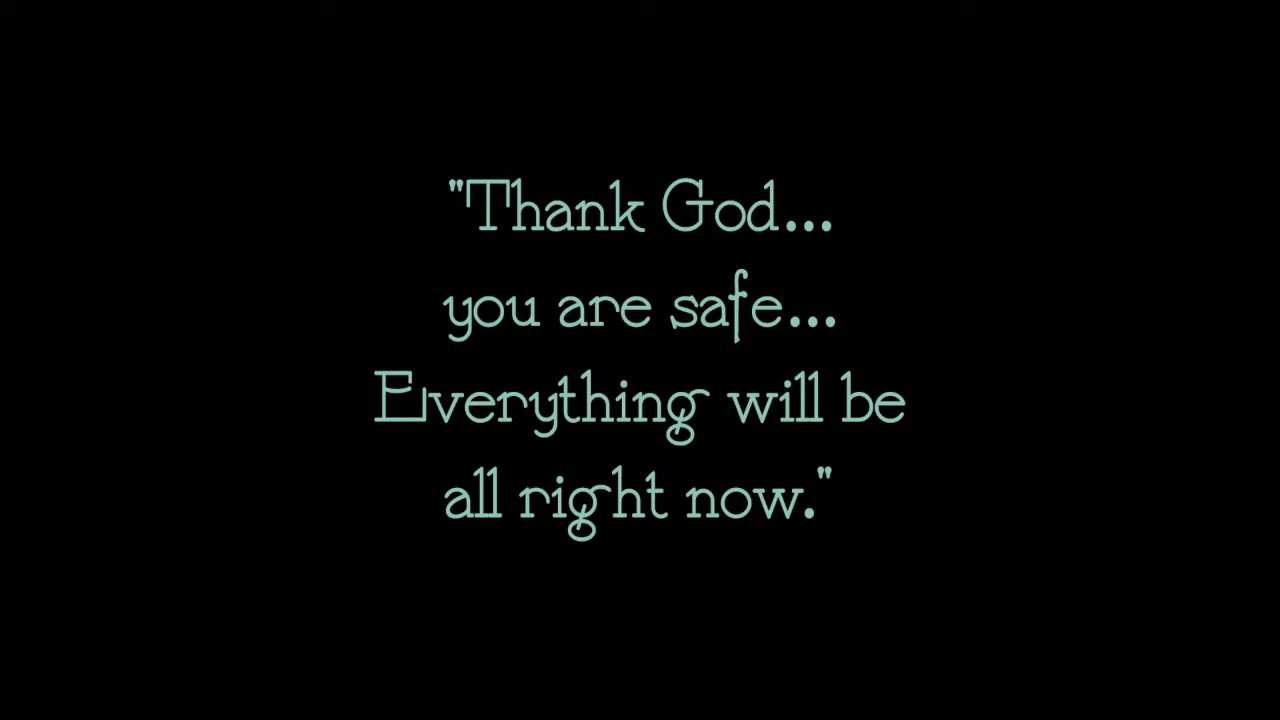 "Thank God...
you are safe...
Everything will be
all right now."